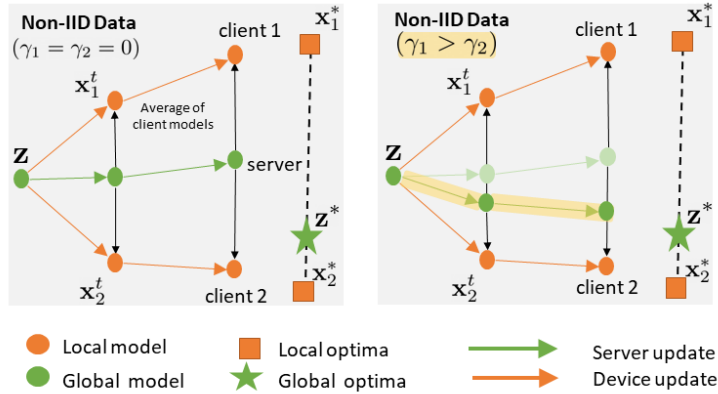 Non-IID Data
(γ₁ = γ₂ = 0)
client 1
x₁*
x₁ᵗ
Average of
client models
z
server
z*
x₂*
x₂ᵗ
client 2
Non-IID Data
(γ₁ > γ₂)
client 1
x₁*
x₁ᵗ
z
z*
x₂*
x₂ᵗ
client 2
Local model
Local optima
Server update
Global model
Global optima
Device update